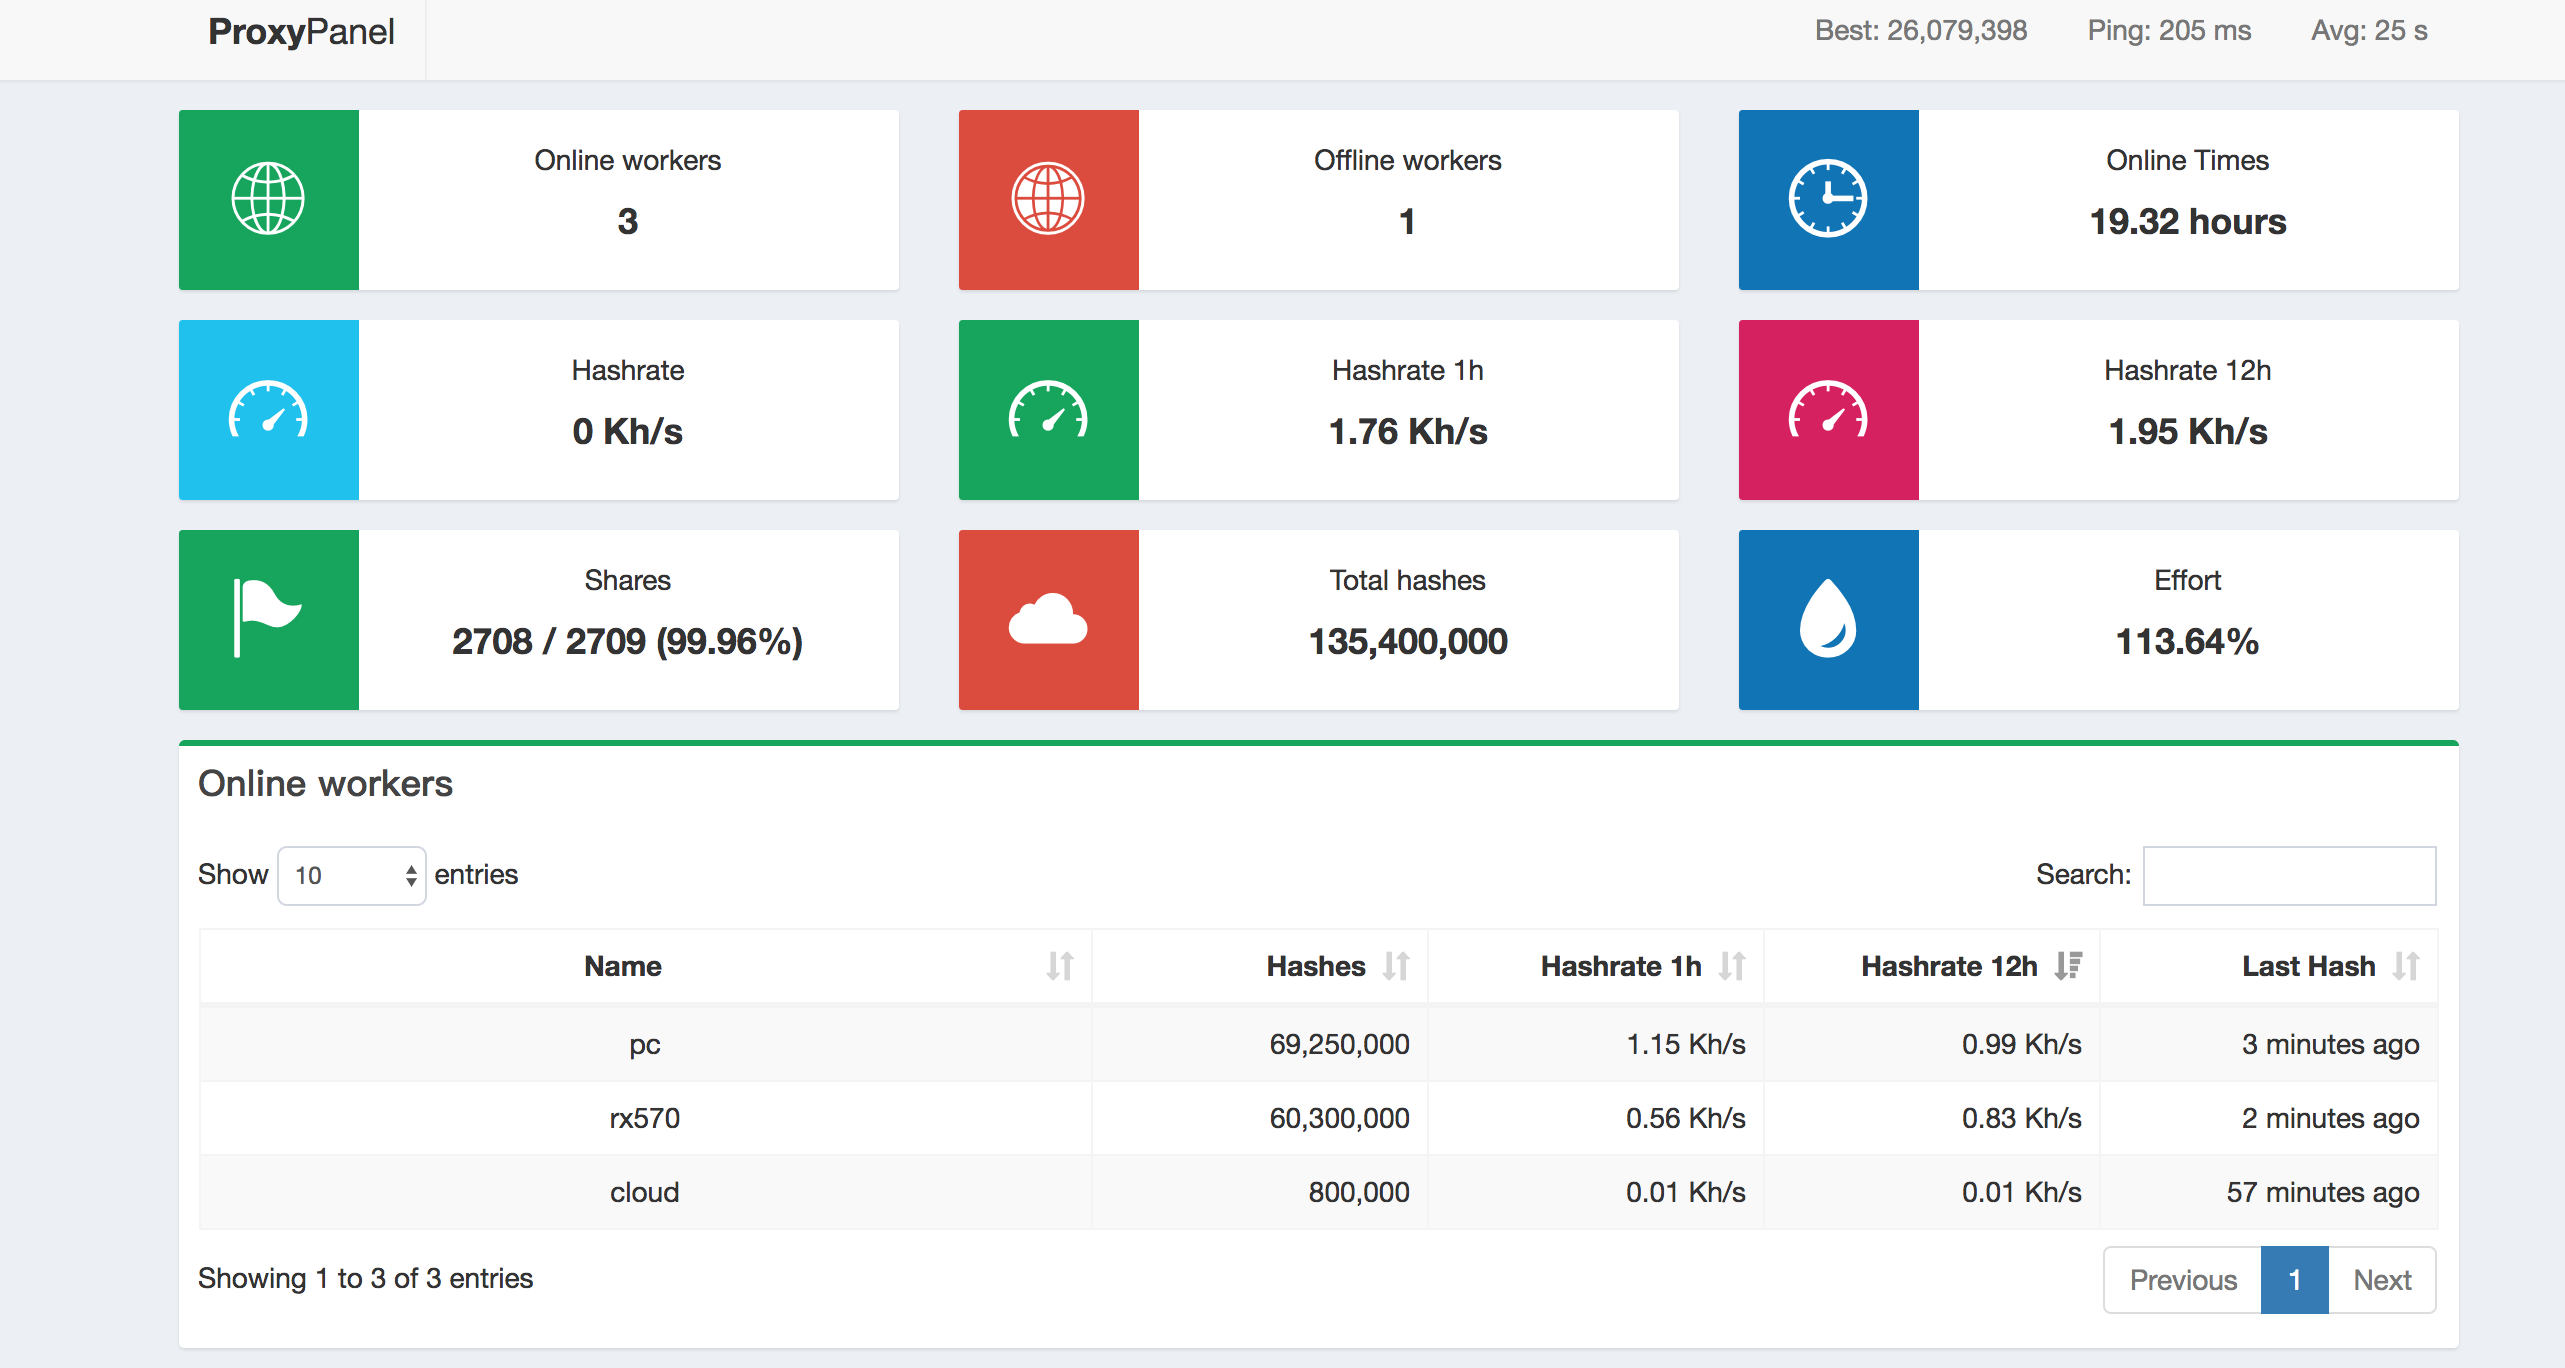 ProxyPanel Best: 26,079,398 Ping: 205 ms Avg: 25 s
Online workers
3
Offline workers
1
Online Times
19.32 hours
Hashrate
0 Kh/s
Hashrate 1h
1.76 Kh/s
Hashrate 12h
1.95 Kh/s
Shares
2708 / 2709 (99.96%)
Total hashes
135,400,000
Effort
113.64%
Online workers
Show 10 entries Search:
Name Hashes Hashrate 1h Hashrate 12h Last Hash
pc 69,250,000 1.15 Kh/s 0.99 Kh/s 3 minutes ago
rx570 60,300,000 0.56 Kh/s 0.83 Kh/s 2 minutes ago
cloud 800,000 0.01 Kh/s 0.01 Kh/s 57 minutes ago
Showing 1 to 3 of 3 entries Previous 1 Next